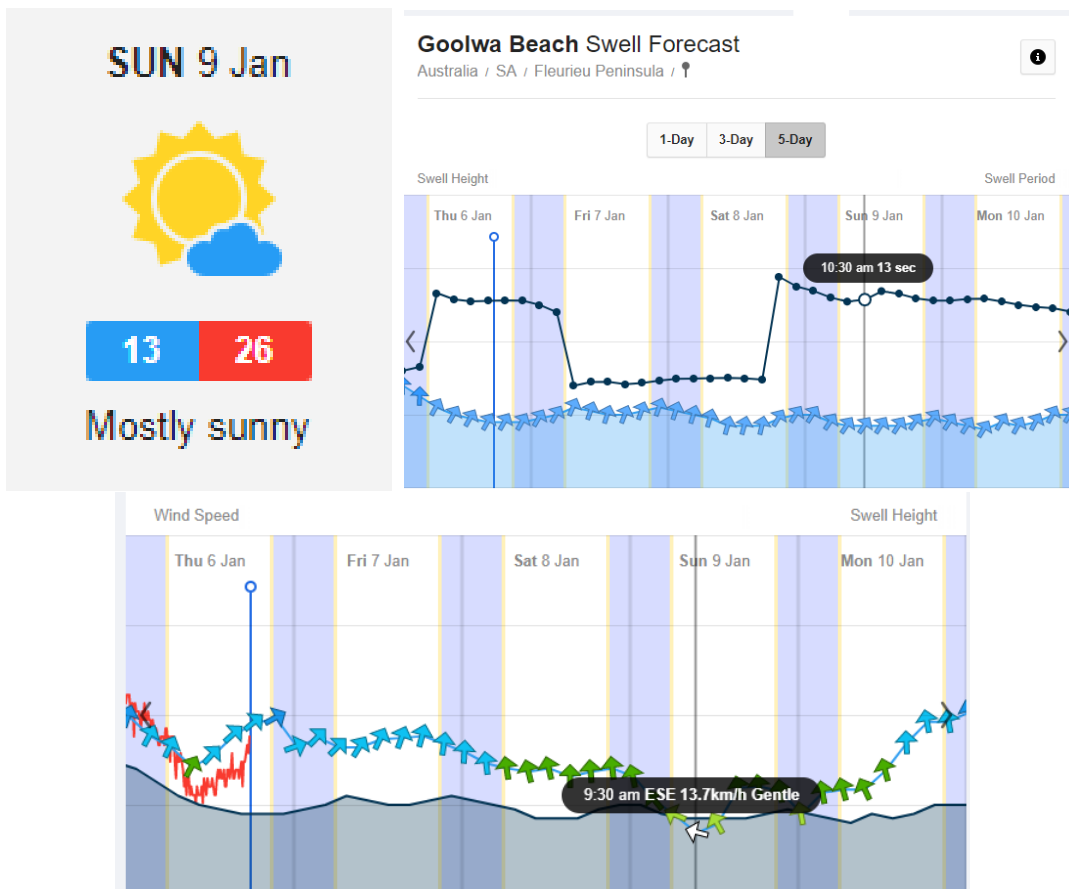 SUN 9 Jan
13 26
Mostly sunny
Goolwa Beach Swell Forecast
Australia / SA / Fleurieu Peninsula /
1-Day 3-Day 5-Day
Swell Height Swell Period
Thu 6 Jan Fri 7 Jan Sat 8 Jan Sun 9 Jan Mon 10 Jan
10:30 am 13 sec
Wind Speed Swell Height
Thu 6 Jan Fri 7 Jan Sat 8 Jan Sun 9 Jan Mon 10 Jan
9:30 am ESE 13.7km/h Gentle